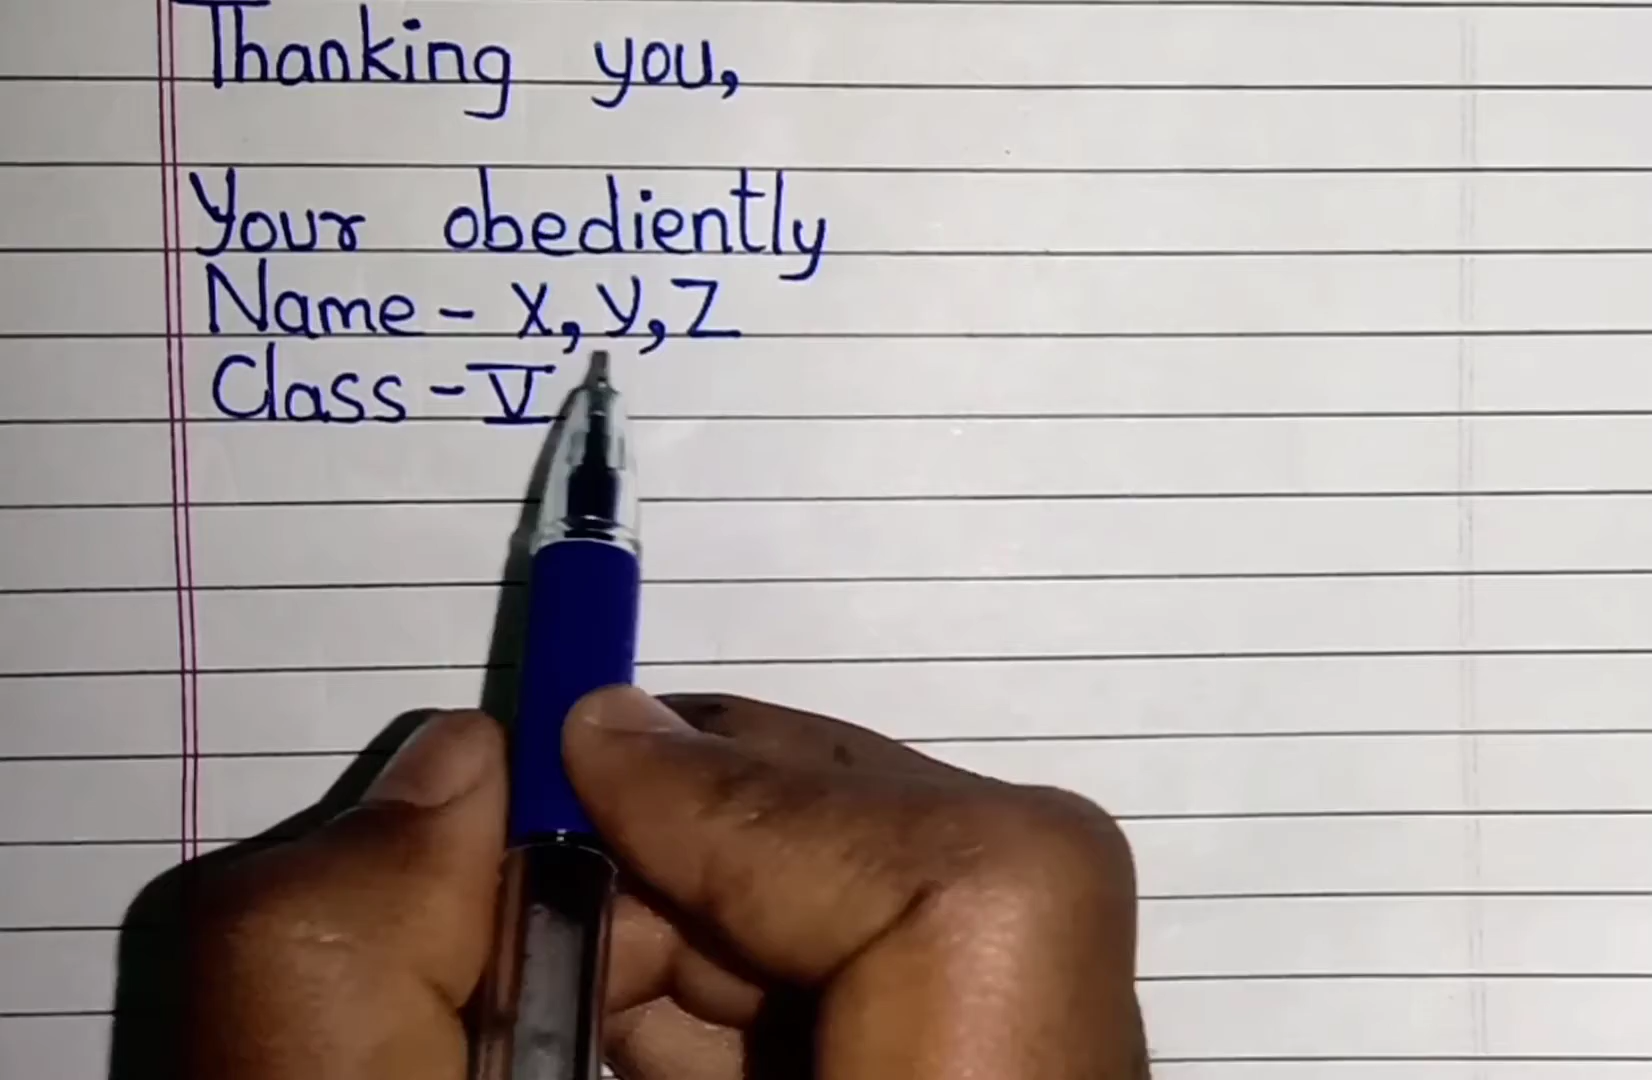 Thanking you,
Your obediently
Name - X, Y, Z
Class - V